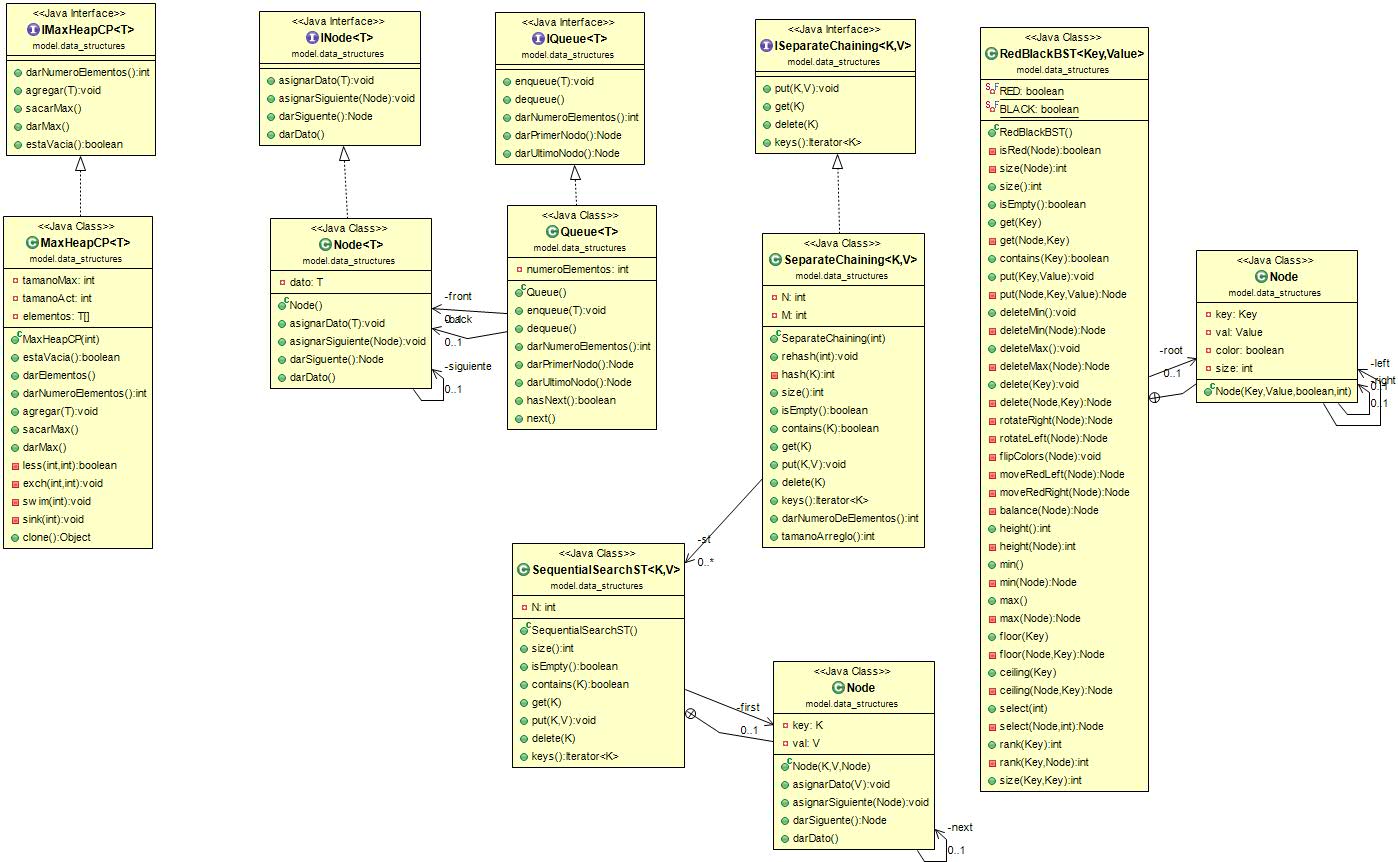 <<Java Interface>>
IMaxHeapCP<T>
model.data_structures
darNumeroElementos():int
agregar(T):void
sacarMax()
darMax()
estaVacia():boolean
<<Java Class>>
MaxHeapCP<T>
model.data_structures
tamanoMax: int
tamanoAct: int
elementos: T[]
MaxHeapCP(int)
estaVacia():boolean
darElementos()
darNumeroElementos():int
agregar(T):void
sacarMax()
darMax()
less(int,int):boolean
exch(int,int):void
swim(int):void
sink(int):void
clone():Object
<<Java Interface>>
INode<T>
model.data_structures
asignarDato(T):void
asignarSiguiente(Node):void
darSiguente():Node
darDato()
<<Java Class>>
Node<T>
model.data_structures
dato: T
Node()
asignarDato(T):void
asignarSiguiente(Node):void
darSiguente():Node
darDato()
-front
0..1
-back
0..1
-siguiente
0..1
<<Java Interface>>
IQueue<T>
model.data_structures
enqueue(T):void
dequeue()
darNumeroElementos():int
darPrimerNodo():Node
darUltimoNodo():Node
<<Java Class>>
Queue<T>
model.data_structures
numeroElementos: int
Queue()
enqueue(T):void
dequeue()
darNumeroElementos():int
darPrimerNodo():Node
darUltimoNodo():Node
hasNext():boolean
next()
<<Java Interface>>
ISeparateChaining<K,V>
model.data_structures
put(K,V):void
get(K)
delete(K)
keys():Iterator<K>
<<Java Class>>
SeparateChaining<K,V>
model.data_structures
N: int
M: int
SeparateChaining(int)
rehash(int):void
hash(K):int
size():int
isEmpty():boolean
contains(K):boolean
get(K)
put(K,V):void
delete(K)
keys():Iterator<K>
darNumeroDeElementos():int
tamanoArreglo():int
-st
0..*
<<Java Class>>
SequentialSearchST<K,V>
model.data_structures
N: int
SequentialSearchST()
size():int
isEmpty():boolean
contains(K):boolean
get(K)
put(K,V):void
delete(K)
keys():Iterator<K>
-first
0..1
<<Java Class>>
Node
model.data_structures
key: K
val: V
Node(K,V,Node)
asignarDato(V):void
asignarSiguiente(Node):void
darSiguente():Node
darDato()
-next
0..1
<<Java Class>>
RedBlackBST<Key,Value>
model.data_structures
RED: boolean
BLACK: boolean
RedBlackBST()
isRed(Node):boolean
size(Node):int
size():int
isEmpty():boolean
get(Key)
get(Node,Key)
contains(Key):boolean
put(Key,Value):void
put(Node,Key,Value):Node
deleteMin():void
deleteMin(Node):Node
deleteMax():void
deleteMax(Node):Node
delete(Key):void
delete(Node,Key):Node
rotateRight(Node):Node
rotateLeft(Node):Node
flipColors(Node):void
moveRedLeft(Node):Node
moveRedRight(Node):Node
balance(Node):Node
height():int
height(Node):int
min()
min(Node):Node
max()
max(Node):Node
floor(Key)
floor(Node,Key):Node
ceiling(Key)
ceiling(Node,Key):Node
select(int)
select(Node,int):Node
rank(Key):int
rank(Key,Node):int
size(Key,Key):int
-root
0..1
<<Java Class>>
Node
model.data_structures
key: Key
val: Value
color: boolean
size: int
Node(Key,Value,boolean,int)
-left
0..1
-right
0..1